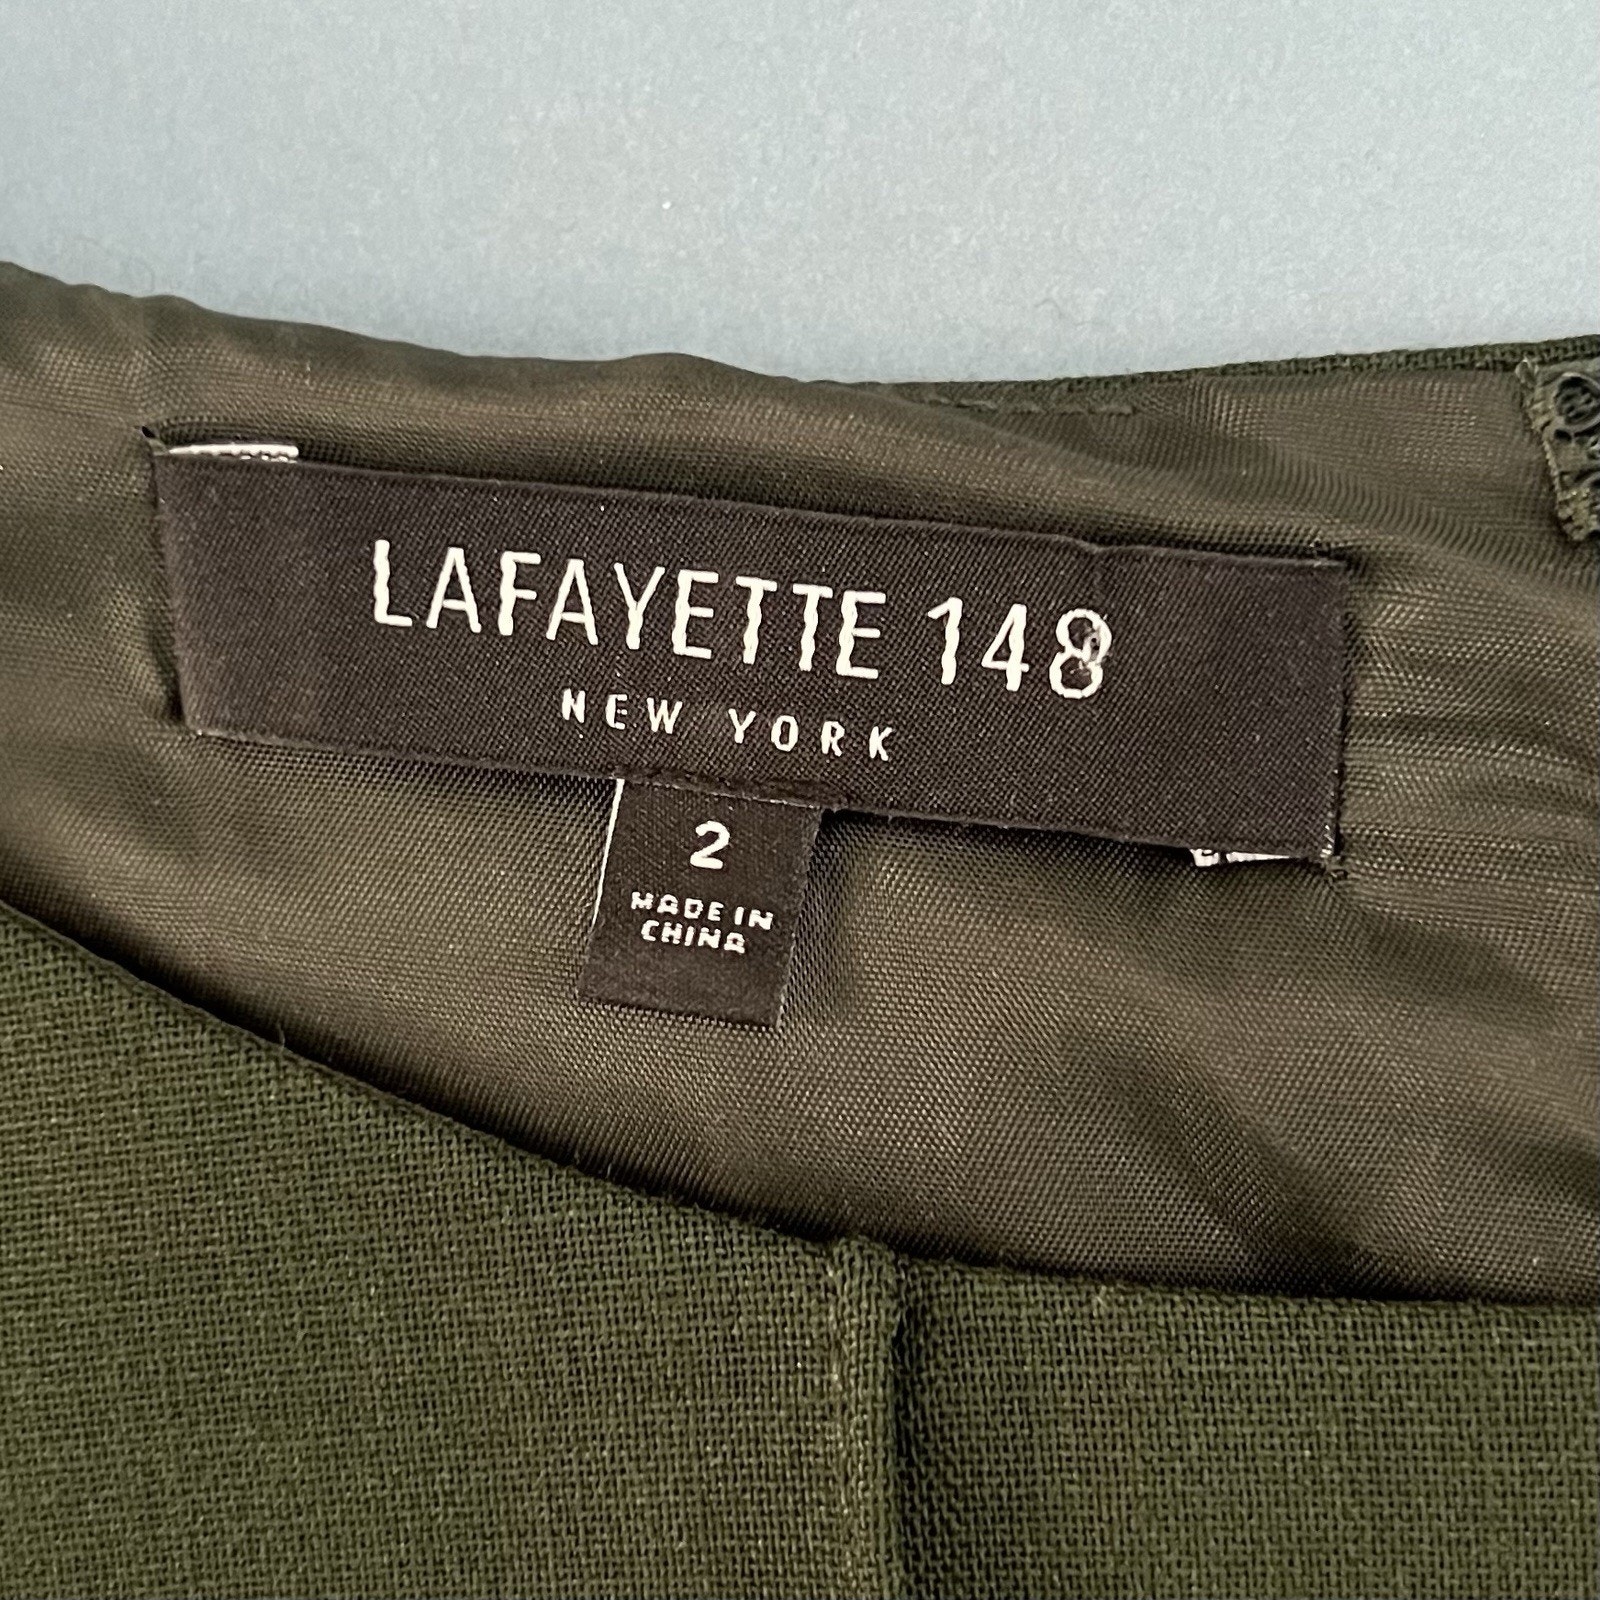 LAFAYETTE 148
NEW YORK
2
MADE IN
CHINA